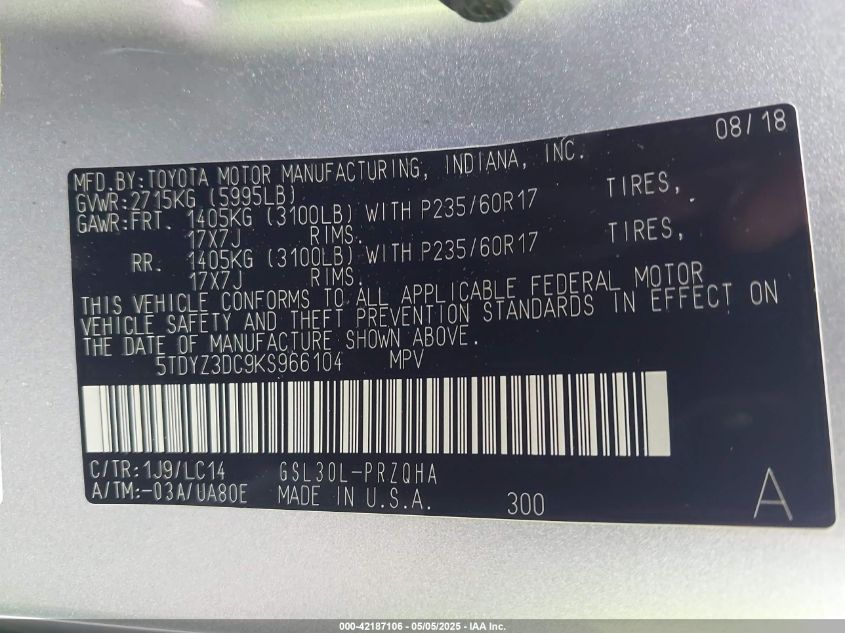 08/18
MFD.BY:TOYOTA MOTOR MANUFACTURING, INDIANA, INC.
GVWR:2715KG (5995LB)
GAWR:FRT. 1405KG (3100LB) WITH P235/60R17 TIRES,
17X7J RIMS.
RR. 1405KG (3100LB) WITH P235/60R17 TIRES,
17X7J RIMS.
THIS VEHICLE CONFORMS TO ALL APPLICABLE FEDERAL MOTOR
VEHICLE SAFETY AND THEFT PREVENTION STANDARDS IN EFFECT ON
THE DATE OF MANUFACTURE SHOWN ABOVE.
5TDYZ3DC9KS966104 MPV
C/TR:1J9/LC14 GSL30L-PRZQHA
A/TM:-03A/UA80E MADE IN U.S.A. 300 A
000-42187106 - 05/05/2025 - IAA Inc.